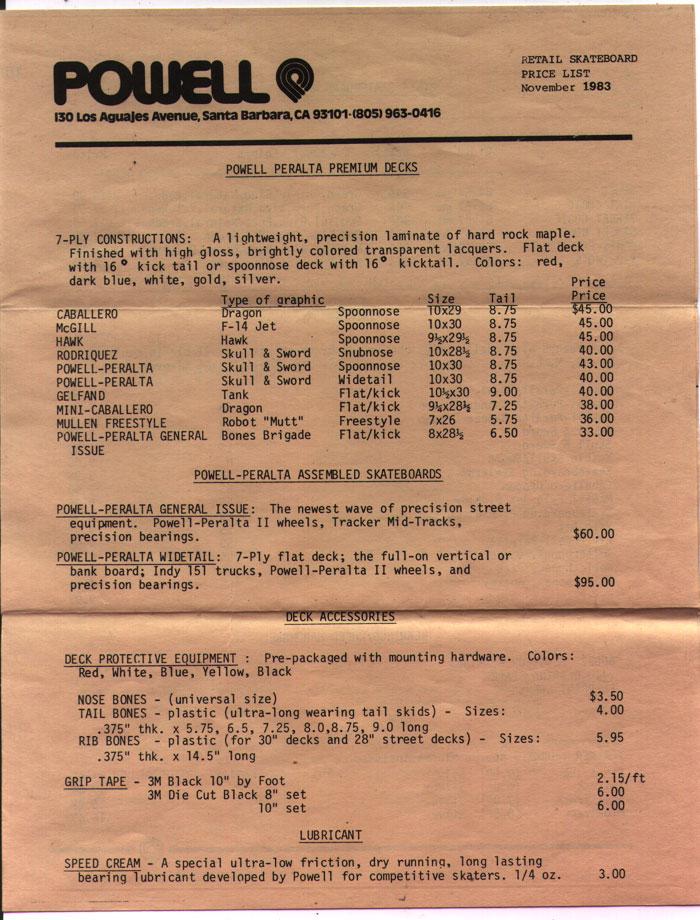 POWELL
RETAIL SKATEBOARD
PRICE LIST
November 1983
130 Los Aguajes Avenue, Santa Barbara, CA 93101·(805) 963-0416
POWELL PERALTA PREMIUM DECKS
7-PLY CONSTRUCTIONS: A lightweight, precision laminate of hard rock maple.
Finished with high gloss, brightly colored transparent lacquers. Flat deck
with 16° kick tail or spoonnose deck with 16° kicktail. Colors: red,
dark blue, white, gold, silver.
Price
Type of graphic Size Tail Price
CABALLERO Dragon Spoonnose 10x29 8.75 $45.00
McGILL F-14 Jet Spoonnose 10x30 8.75 45.00
HAWK Hawk Spoonnose 9½x29½ 8.75 45.00
RODRIQUEZ Skull & Sword Snubnose 10x28½ 8.75 40.00
POWELL-PERALTA Skull & Sword Spoonnose 10x30 8.75 43.00
POWELL-PERALTA Skull & Sword Widetail 10x30 8.75 40.00
GELFAND Tank Flat/kick 10½x30 9.00 40.00
MINI-CABALLERO Dragon Flat/kick 9¼x28½ 7.25 38.00
MULLEN FREESTYLE Robot "Mutt" Freestyle 7x26 5.75 36.00
POWELL-PERALTA GENERAL Bones Brigade Flat/kick 8x28½ 6.50 33.00
ISSUE
POWELL-PERALTA ASSEMBLED SKATEBOARDS
POWELL-PERALTA GENERAL ISSUE: The newest wave of precision street
equipment. Powell-Peralta II wheels, Tracker Mid-Tracks,
precision bearings. $60.00
POWELL-PERALTA WIDETAIL: 7-Ply flat deck; the full-on vertical or
bank board; Indy 151 trucks, Powell-Peralta II wheels, and
precision bearings. $95.00
DECK ACCESSORIES
DECK PROTECTIVE EQUIPMENT : Pre-packaged with mounting hardware. Colors:
Red, White, Blue, Yellow, Black
NOSE BONES - (universal size) $3.50
TAIL BONES - plastic (ultra-long wearing tail skids) - Sizes: 4.00
.375" thk. x 5.75, 6.5, 7.25, 8.0,8.75, 9.0 long
RIB BONES - plastic (for 30" decks and 28" street decks) - Sizes: 5.95
.375" thk. x 14.5" long
GRIP TAPE - 3M Black 10" by Foot 2.15/ft
3M Die Cut Black 8" set 6.00
10" set 6.00
LUBRICANT
SPEED CREAM - A special ultra-low friction, dry running, long lasting
bearing lubricant developed by Powell for competitive skaters. 1/4 oz. 3.00